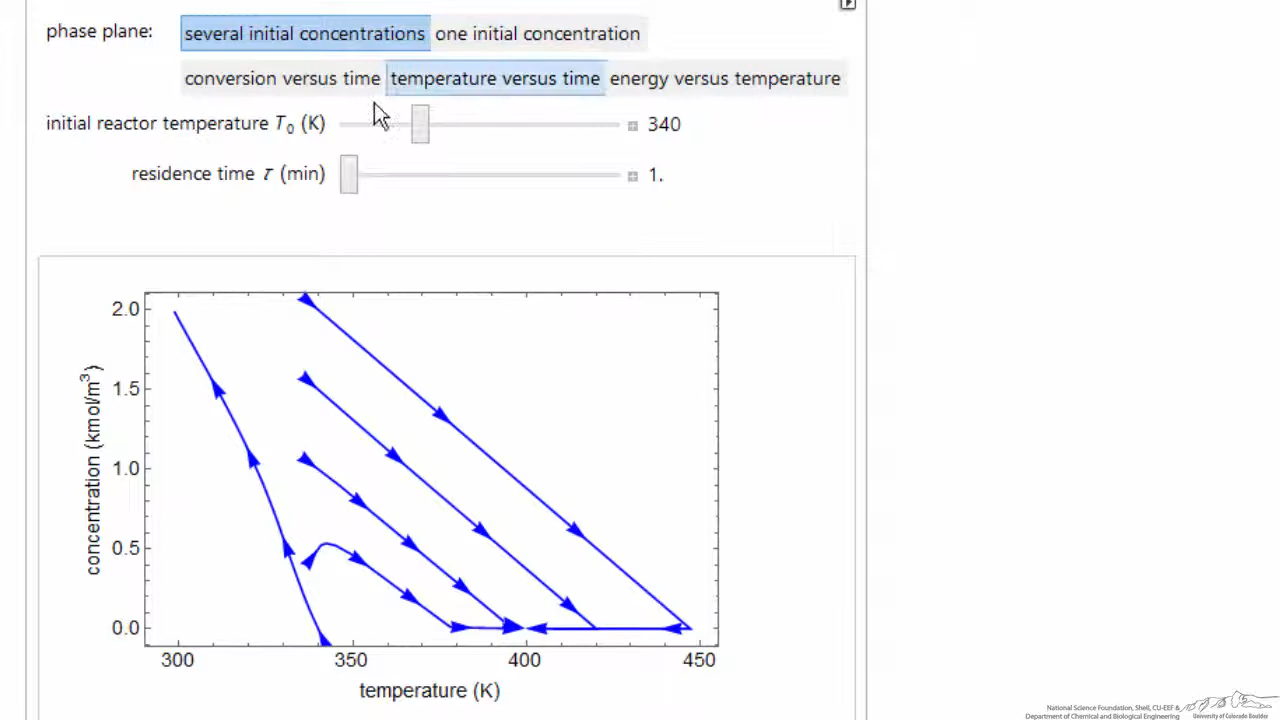 phase plane: several initial concentrations one initial concentration
conversion versus time temperature versus time energy versus temperature
initial reactor temperature T₀ (K) 340
residence time τ (min) 1.
2.0
1.5
1.0
0.5
0.0
concentration (kmol/m³)
300 350 400 450
temperature (K)
National Science Foundation, Shell, CU-EEF &
Department of Chemical and Biological Engineering
University of Colorado Boulder